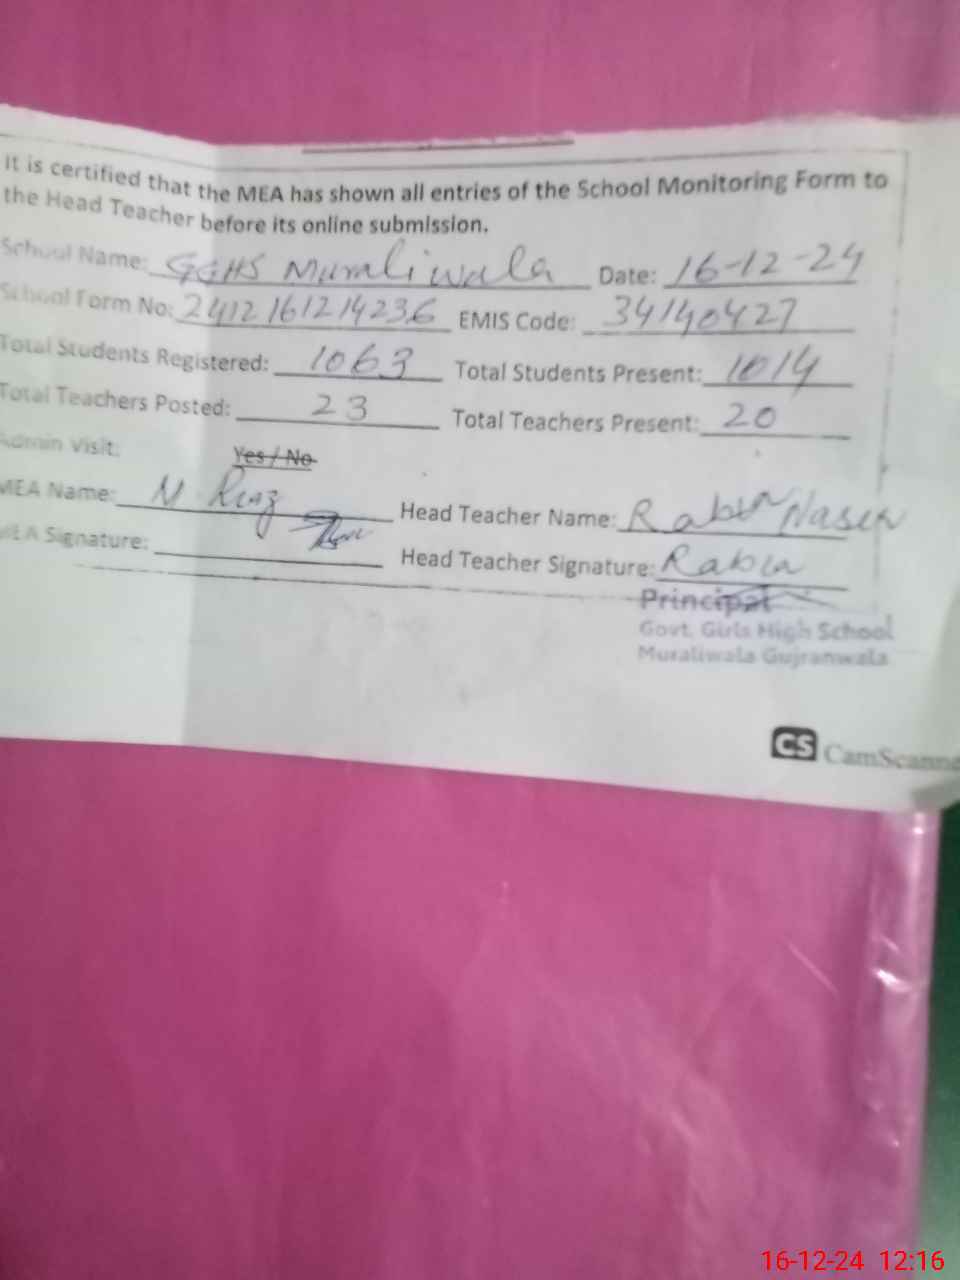 It is certified that the MEA has shown all entries of the School Monitoring Form to
the Head Teacher before its online submission.
School Name: GGHS Muraliwala Date: 16-12-24
School Form No: 2412161214236 EMIS Code: 34140427
Total Students Registered: 1063 Total Students Present: 1014
Total Teachers Posted: 23 Total Teachers Present: 20
Admin Visit: Yes / No
MEA Name: M Riaz Head Teacher Name: Rabia
MEA Signature: Head Teacher Signature: Rabia
Principal
Govt. Girls High School
Muraliwala Gujranwala
CS CamScanne
16-12-24 12:16